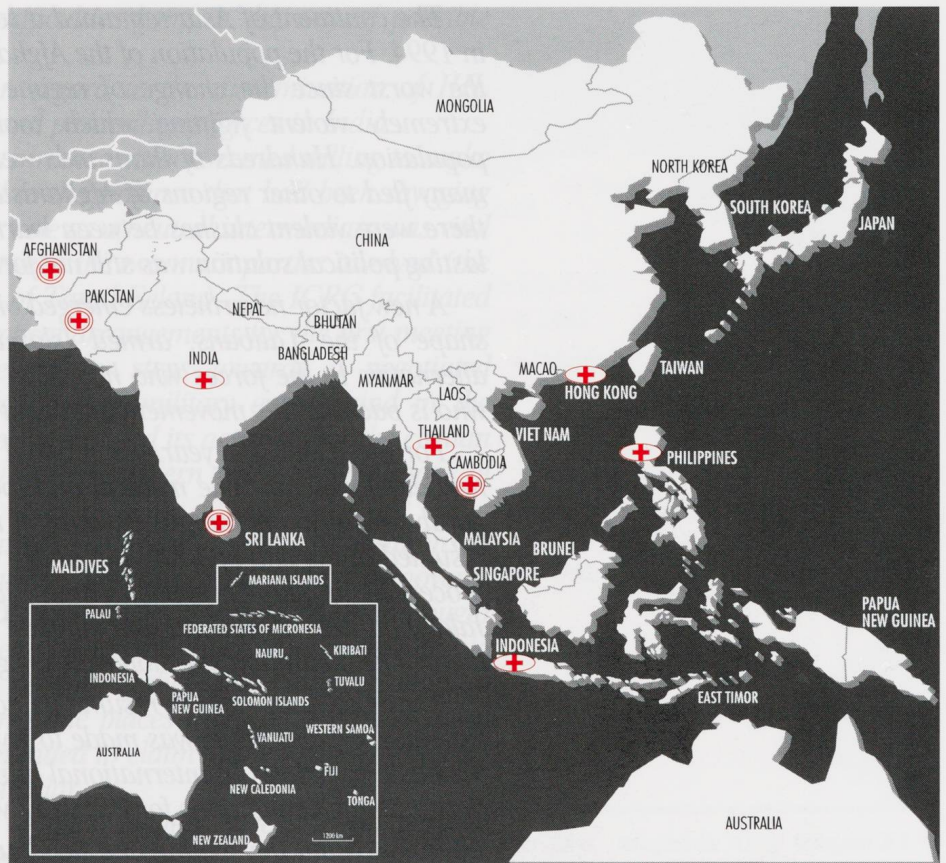 MONGOLIA
NORTH KOREA
SOUTH KOREA
JAPAN
AFGHANISTAN
CHINA
PAKISTAN
NEPAL
BHUTAN
BANGLADESH
INDIA
MYANMAR
LAOS
MACAO
HONG KONG
TAIWAN
THAILAND
VIET NAM
CAMBODIA
PHILIPPINES
SRI LANKA
MALDIVES
MALAYSIA
BRUNEI
SINGAPORE
INDONESIA
PAPUA
NEW GUINEA
EAST TIMOR
AUSTRALIA
MARIANA ISLANDS
PALAU
FEDERATED STATES OF MICRONESIA
NAURU
KIRIBATI
INDONESIA
TUVALU
PAPUA
NEW GUINEA
SOLOMON ISLANDS
WESTERN SAMOA
VANUATU
AUSTRALIA
FIJI
NEW CALEDONIA
TONGA
NEW ZEALAND
1200 km